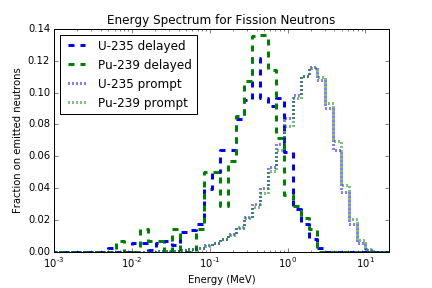 Energy Spectrum for Fission Neutrons
Fraction on emitted neutrons
0.14
0.12
0.10
0.08
0.06
0.04
0.02
0.00
U-235 delayed
Pu-239 delayed
U-235 prompt
Pu-239 prompt
10⁻³
10⁻²
10⁻¹
10⁰
10¹
Energy (MeV)